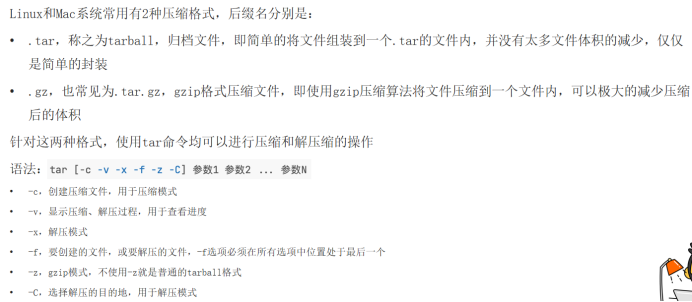 Linux和Mac系统常用有2种压缩格式，后缀名分别是：
• .tar，称之为tarball，归档文件，即简单的将文件组装到一个.tar的文件内，并没有太多文件体积的减少，仅仅
是简单的封装
• .gz，也常见为.tar.gz，gzip格式压缩文件，即使用gzip压缩算法将文件压缩到一个文件内，可以极大的减少压缩
后的体积
针对这两种格式，使用tar命令均可以进行压缩和解压缩的操作
语法：tar [-c -v -x -f -z -C] 参数1 参数2 ... 参数N
• -c，创建压缩文件，用于压缩模式
• -v，显示压缩、解压过程，用于查看进度
• -x，解压模式
• -f，要创建的文件，或要解压的文件，-f选项必须在所有选项中位置处于最后一个
• -z，gzip模式，不使用-z就是普通的tarball格式
• -C，选择解压的目的地，用于解压模式